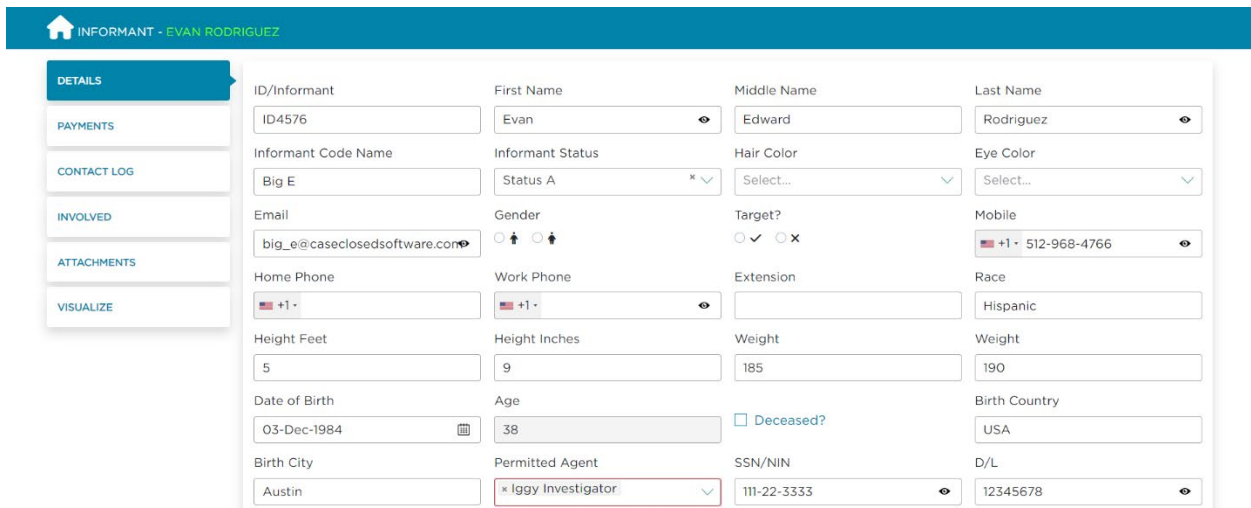 INFORMANT - EVAN RODRIGUEZ
DETAILS
PAYMENTS
CONTACT LOG
INVOLVED
ATTACHMENTS
VISUALIZE
ID/Informant First Name Middle Name Last Name
ID4576 Evan Edward Rodriguez
Informant Code Name Informant Status Hair Color Eye Color
Big E Status A × Select... Select...
Email Gender Target? Mobile
big_e@caseclosedsoftware.com +1 512-968-4766
Home Phone Work Phone Extension Race
+1 +1 Hispanic
Height Feet Height Inches Weight Weight
5 9 185 190
Date of Birth Age Birth Country
03-Dec-1984 38 Deceased? USA
Birth City Permitted Agent SSN/NIN D/L
Austin × Iggy Investigator 111-22-3333 12345678